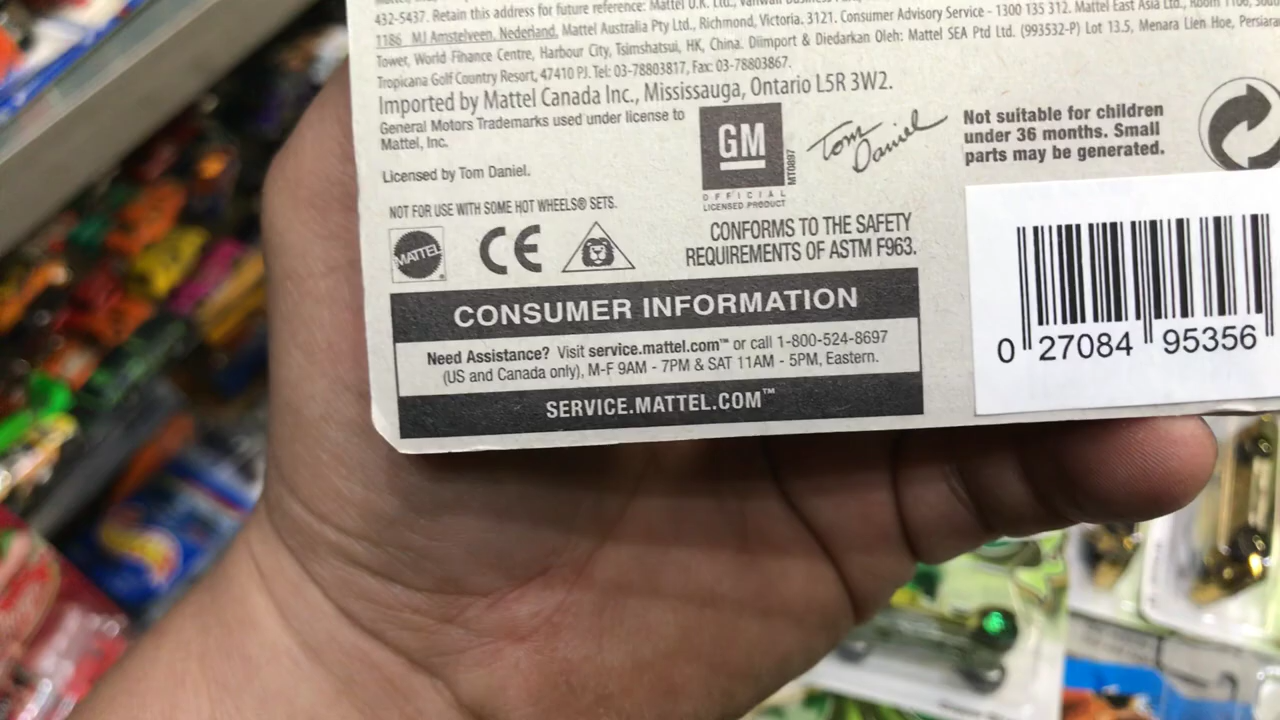 432-5437. Retain this address for future reference: Mattel U.K. Ltd.,
1186 MJ Amstelveen, Nederland. Mattel Australia Pty Ltd., Richmond, Victoria. 3121. Consumer Advisory Service - 1300 135 312. Mattel East Asia Ltd., Room 1106,
Tower, World Finance Centre, Harbour City, Tsimshatsui, HK, China. Diimport & Diedarkan Oleh: Mattel SEA Ptd Ltd. (993532-P) Lot 13.5, Menara Lien Hoe,
Tropicana Golf Country Resort, 47410 PJ. Tel: 03-78803817, Fax: 03-78803867.
Imported by Mattel Canada Inc., Mississauga, Ontario L5R 3W2.
General Motors Trademarks used under license to
Mattel, Inc.
Licensed by Tom Daniel.
GM
OFFICIAL
LICENSED PRODUCT
MT0897
Tom
Daniel
Not suitable for children
under 36 months. Small
parts may be generated.
NOT FOR USE WITH SOME HOT WHEELS® SETS.
MATTEL
CE
CONFORMS TO THE SAFETY
REQUIREMENTS OF ASTM F963.
CONSUMER INFORMATION
Need Assistance? Visit service.mattel.com™ or call 1-800-524-8697
(US and Canada only), M-F 9AM - 7PM & SAT 11AM - 5PM, Eastern.
SERVICE.MATTEL.COM™
0 27084 95356